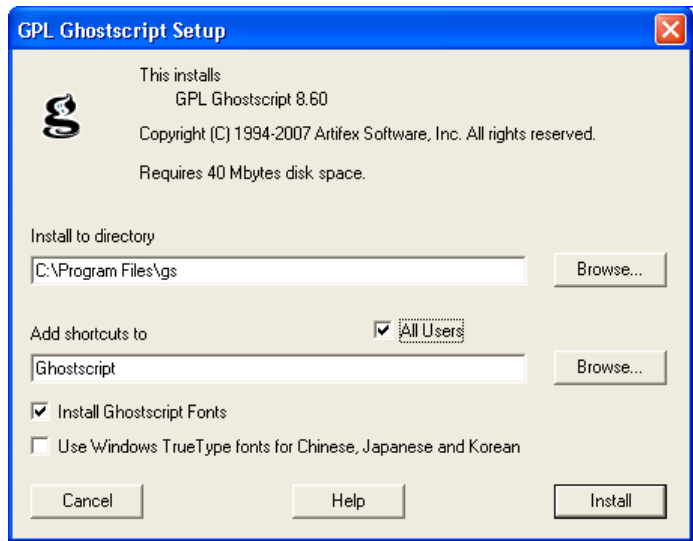 GPL Ghostscript Setup
This installs
GPL Ghostscript 8.60
Copyright (C) 1994-2007 Artifex Software, Inc. All rights reserved.
Requires 40 Mbytes disk space.
Install to directory
C:\Program Files\gs
Browse...
Add shortcuts to
All Users
Ghostscript
Browse...
Install Ghostscript Fonts
Use Windows TrueType fonts for Chinese, Japanese and Korean
Cancel
Help
Install